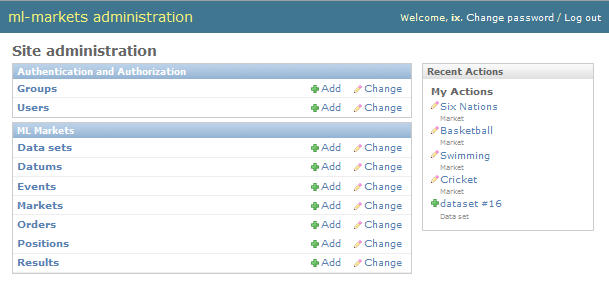 ml-markets administration
Welcome, ix. Change password / Log out
Site administration
Authentication and Authorization
Groups Add Change
Users Add Change
ML Markets
Data sets Add Change
Datums Add Change
Events Add Change
Markets Add Change
Orders Add Change
Positions Add Change
Results Add Change
Recent Actions
My Actions
Six Nations
Market
Basketball
Market
Swimming
Market
Cricket
Market
dataset #16
Data set